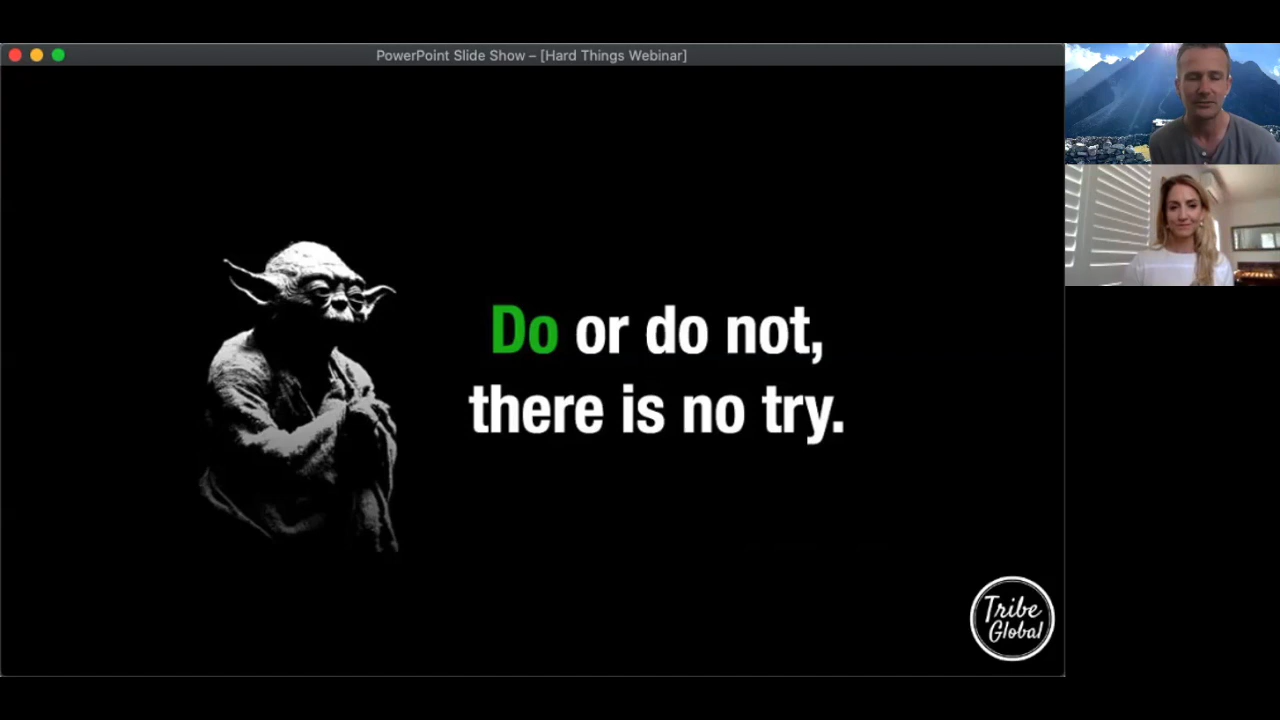 PowerPoint Slide Show – [Hard Things Webinar]
Do or do not,
there is no try.
Tribe
Global